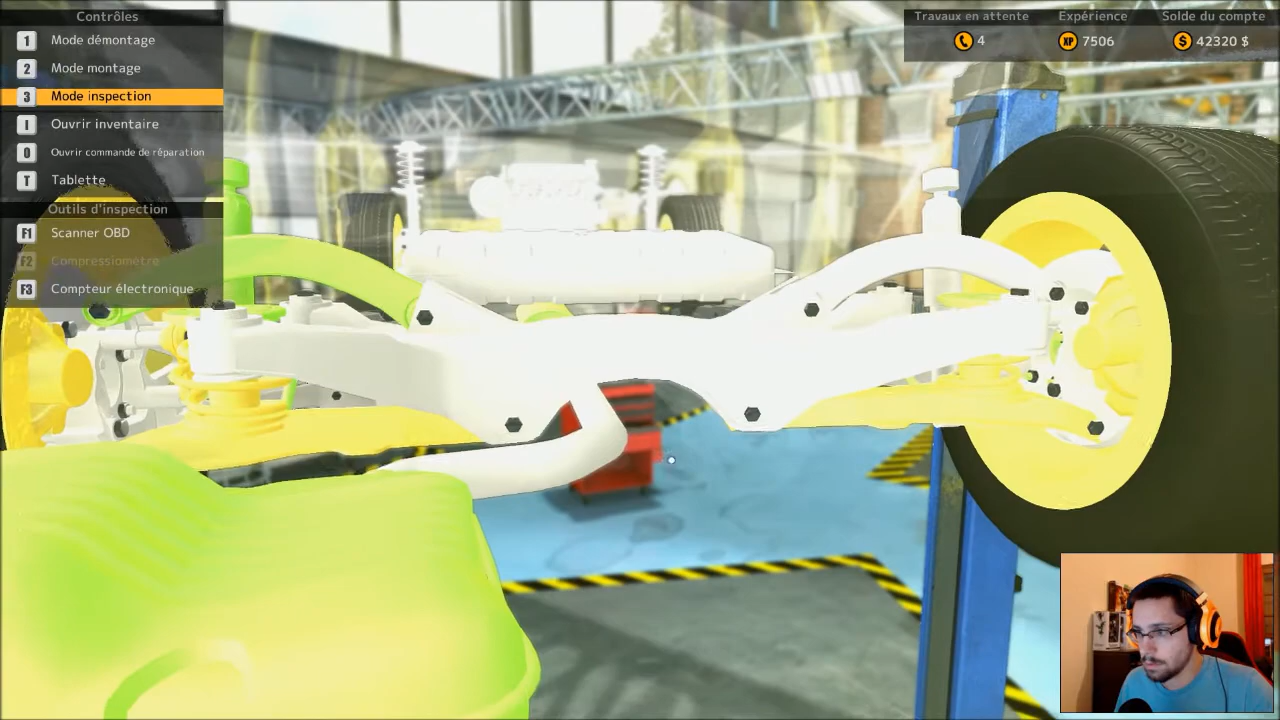 Contrôles
1 Mode démontage
2 Mode montage
3 Mode inspection
I Ouvrir inventaire
O Ouvrir commande de réparation
T Tablette
Outils d'inspection
F1 Scanner OBD
F2 Compressiomètre
F3 Compteur électronique
Travaux en attente Expérience Solde du compte
4 XP 7506 $ 42320 $